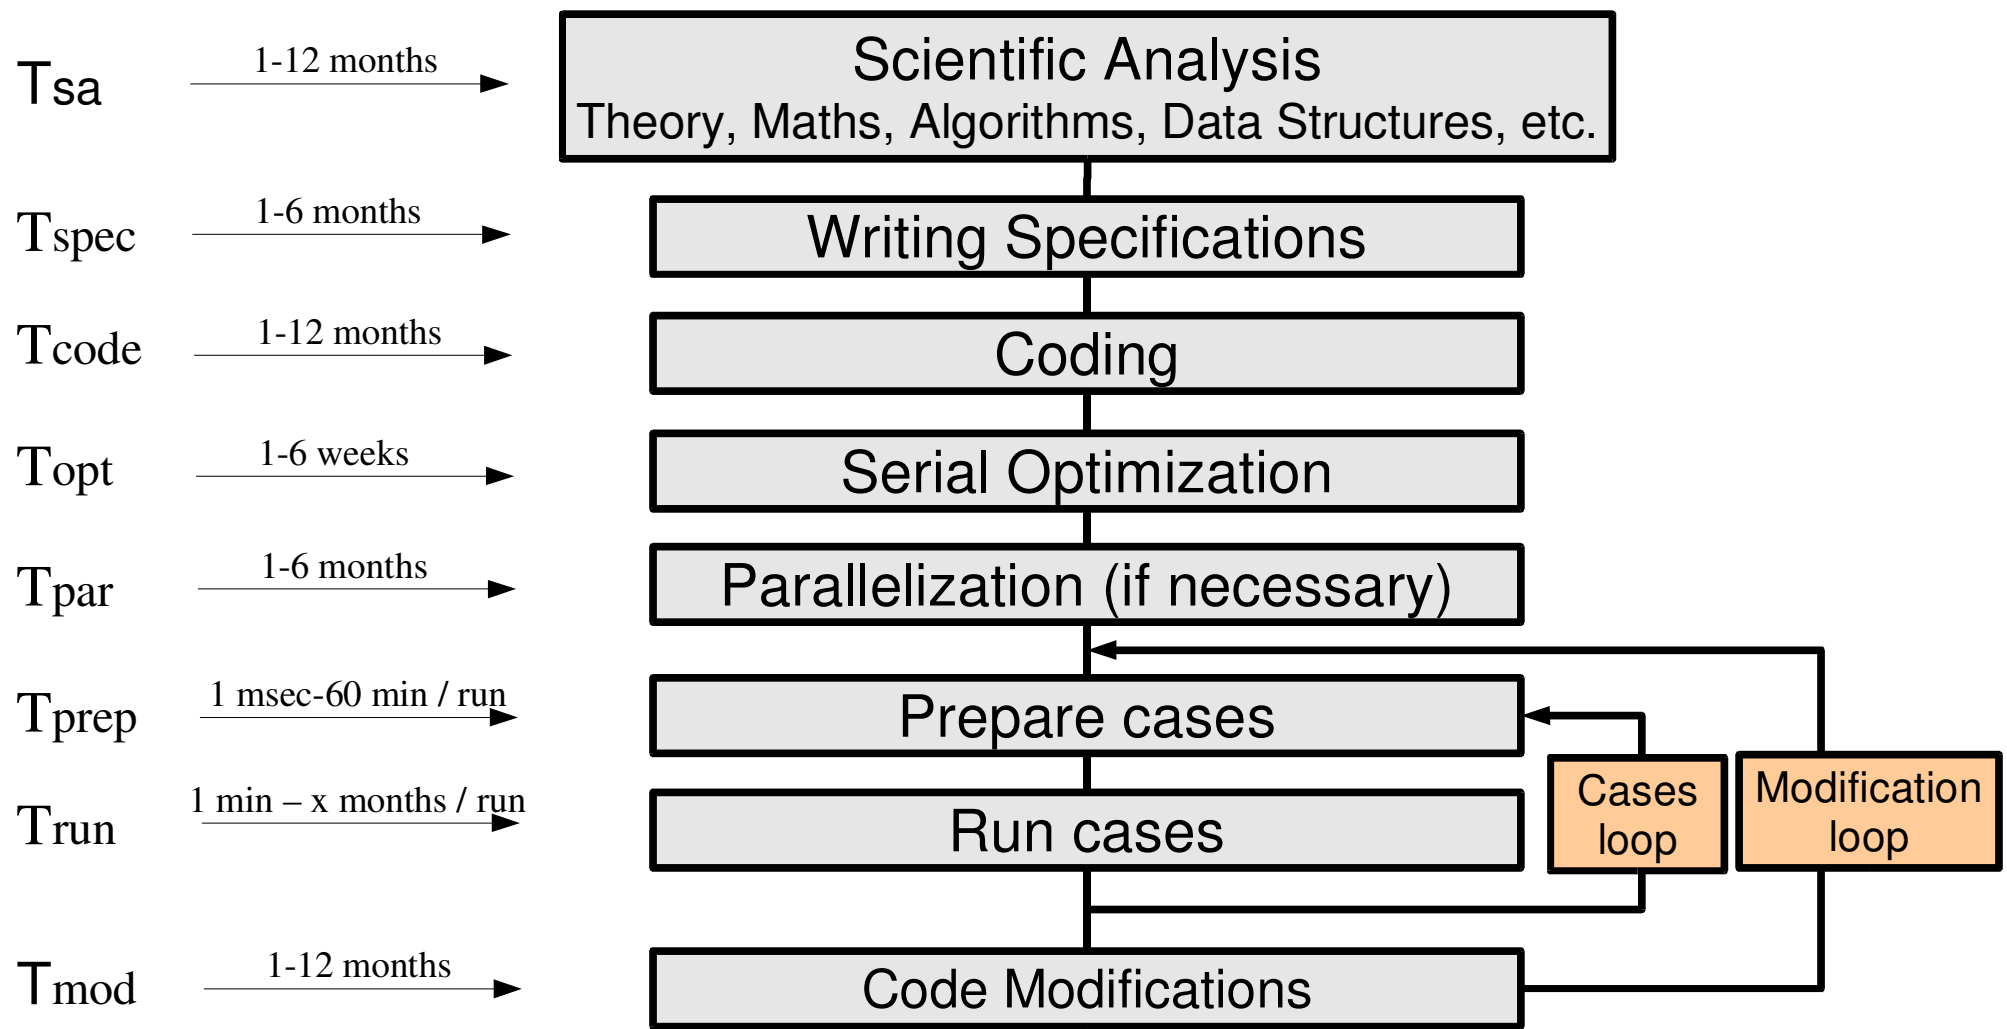 Tsa
1-12 months
Scientific Analysis
Theory, Maths, Algorithms, Data Structures, etc.
Tspec
1-6 months
Writing Specifications
Tcode
1-12 months
Coding
Topt
1-6 weeks
Serial Optimization
Tpar
1-6 months
Parallelization (if necessary)
Tprep
1 msec-60 min / run
Prepare cases
Trun
1 min – x months / run
Run cases
Cases
loop
Modification
loop
Tmod
1-12 months
Code Modifications